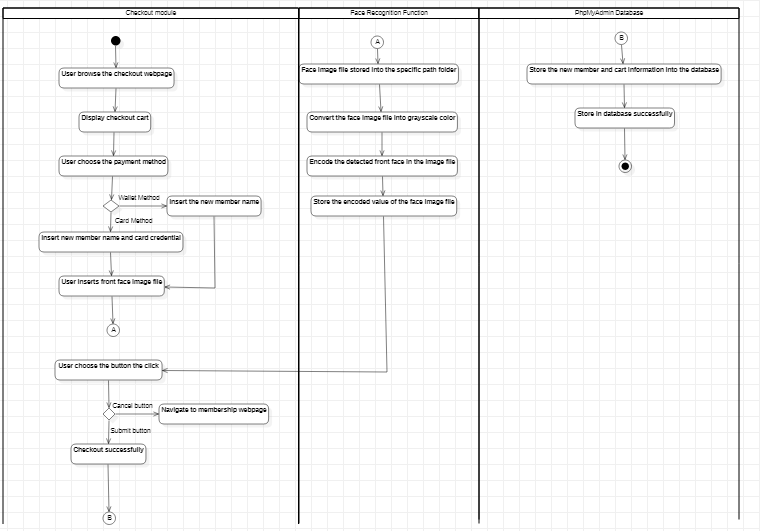 Checkout module
User browse the checkout webpage
Display checkout cart
User choose the payment method
Wallet Method
Insert the new member name
Card Method
Insert new member name and card credential
User inserts front face image file
A
User choose the button the click
Cancel button
Navigate to membership webpage
Submit button
Checkout successfully
B
Face Recognition Function
A
Face image file stored into the specific path folder
Convert the face image file into grayscale color
Encode the detected front face in the image file
Store the encoded value of the face image file
PhpMyAdmin Database
B
Store the new member and cart information into the database
Store in database successfully